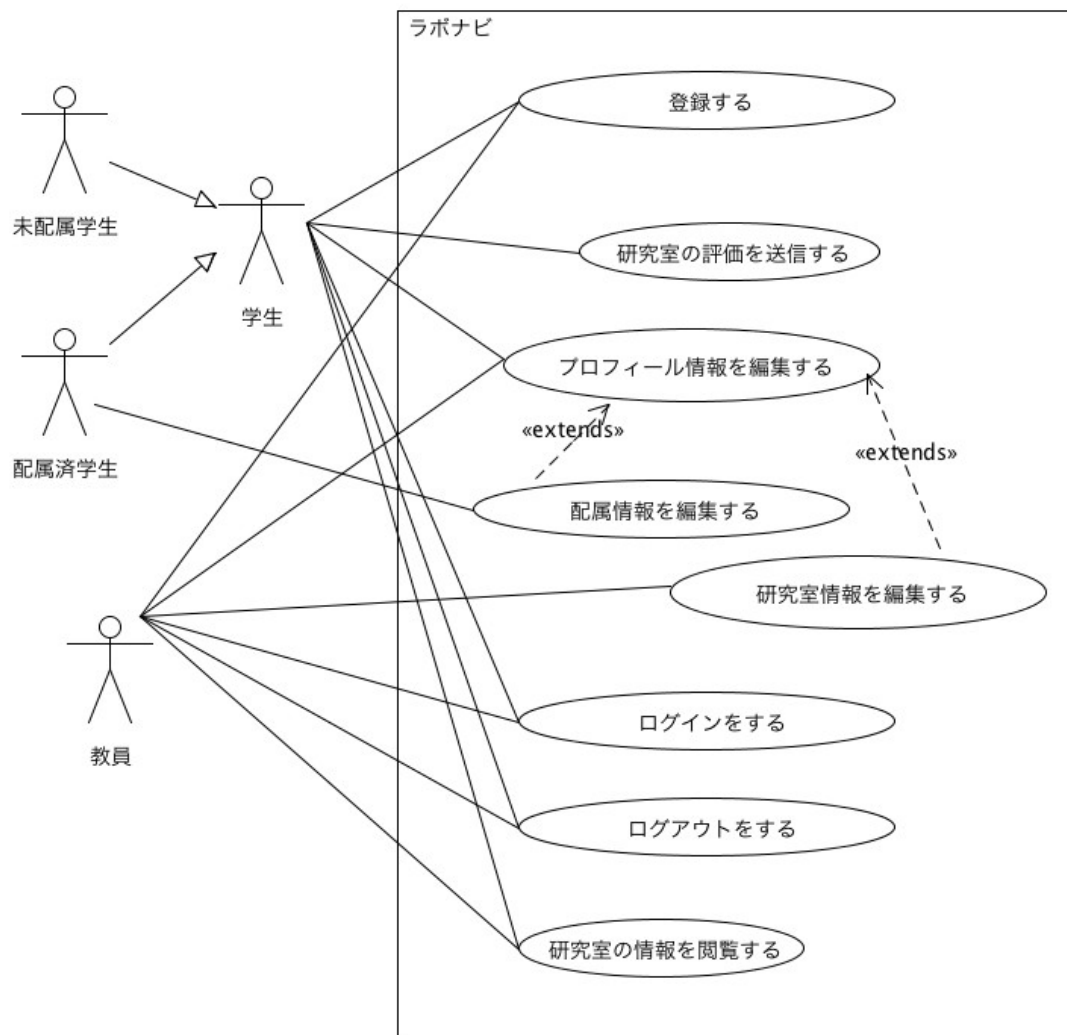 ラボナビ
登録する
未配属学生
研究室の評価を送信する
学生
プロフィール情報を編集する
«extends»
«extends»
配属済学生
配属情報を編集する
研究室情報を編集する
ログインをする
教員
ログアウトをする
研究室の情報を閲覧する